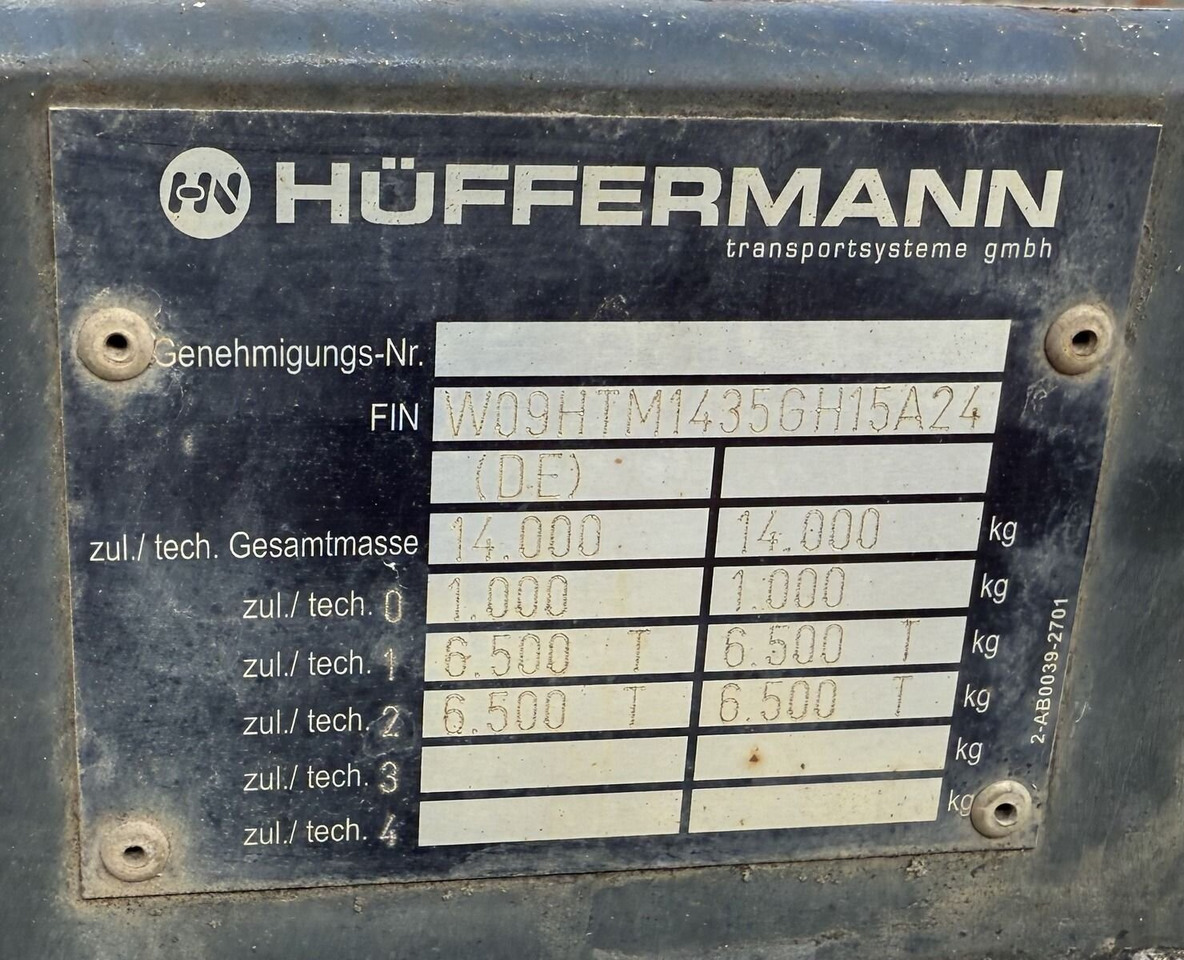 HN HÜFFERMANN
transportsysteme gmbh
Genehmigungs-Nr.
FIN W09HTM1435GH15A24
(DE)
zul./ tech. Gesamtmasse 14.000 14.000 kg
zul./ tech. 0 1.000 1.000 kg
zul./ tech. 1 6.500 T 6.500 T kg
zul./ tech. 2 6.500 T 6.500 T kg
zul./ tech. 3 kg
zul./ tech. 4 kg
2-AB0039-2701